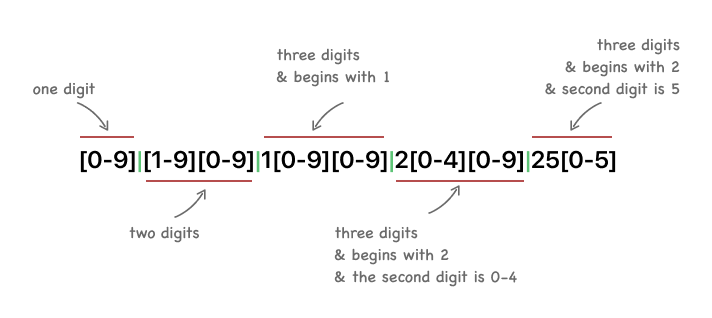 three digits
& begins with 1
three digits
& begins with 2
& second digit is 5
one digit
[0-9]|[1-9][0-9]|1[0-9][0-9]|2[0-4][0-9]|25[0-5]
two digits
three digits
& begins with 2
& the second digit is 0-4